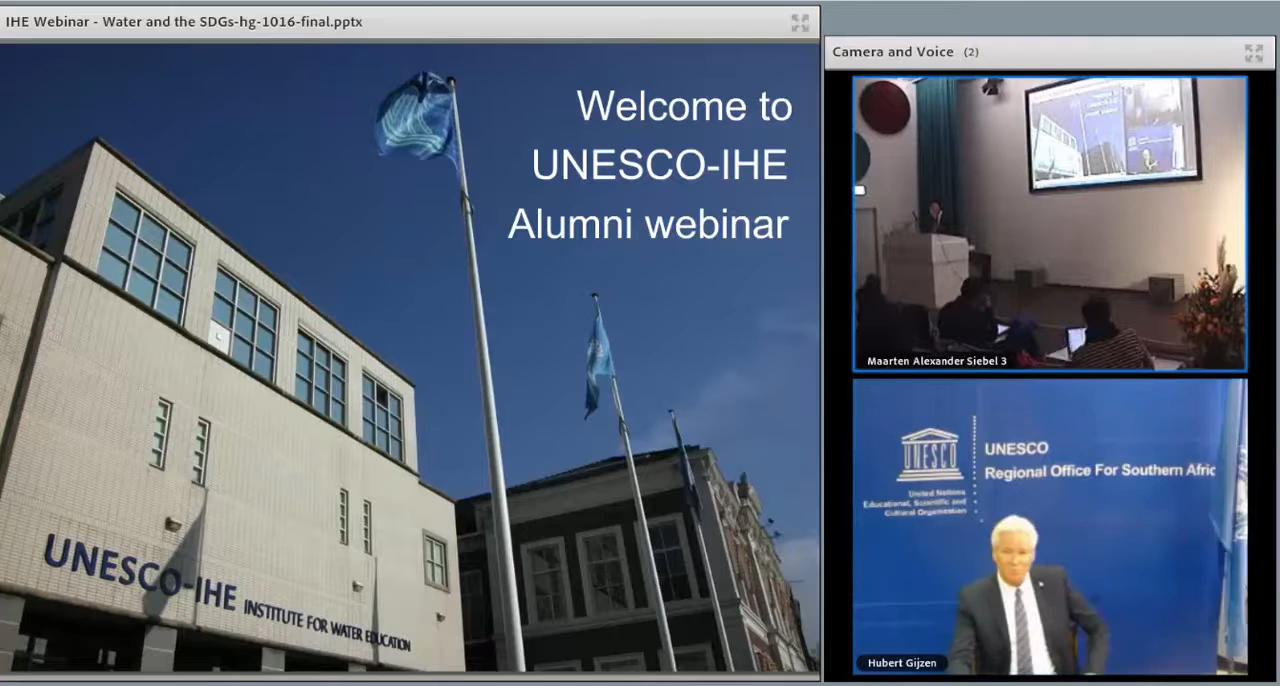 IHE Webinar - Water and the SDGs-hg-1016-final.pptx
Welcome to
UNESCO-IHE
Alumni webinar
UNESCO-IHE INSTITUTE FOR WATER EDUCATION
Camera and Voice (2)
Maarten Alexander Siebel 3
UNESCO
United Nations
Educational, Scientific and
Cultural Organization
UNESCO
Regional Office For Southern Afric
Hubert Gijzen